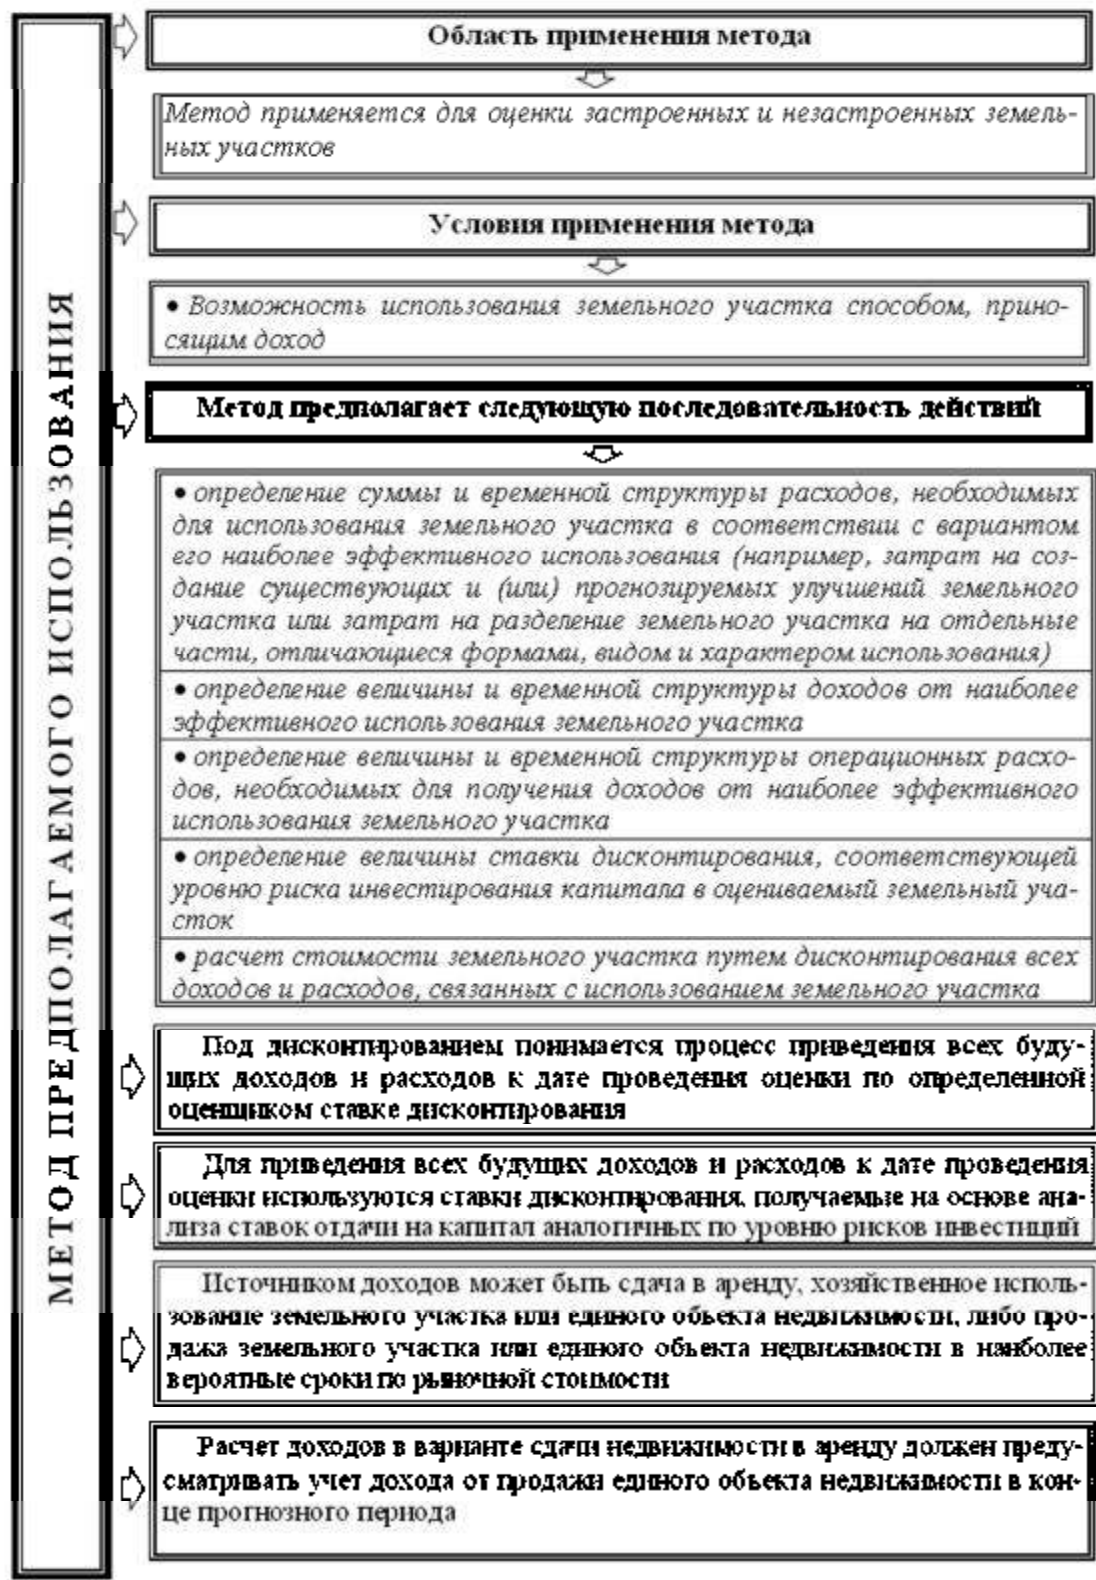 МЕТОД ПРЕДПОЛАГАЕМОГО ИСПОЛЬЗОВАНИЯ
Область применения метода
Метод применяется для оценки застроенных и незастроенных земель-
ных участков
Условия применения метода
• Возможность использования земельного участка способом, прино-
сящим доход
Метод предполагает следующую последовательность действий
• определение суммы и временной структуры расходов, необходимых
для использования земельного участка в соответствии с вариантом
его наиболее эффективного использования (например, затрат на соз-
дание существующих и (или) прогнозируемых улучшений земельного
участка или затрат на разделение земельного участка на отдельные
части, отличающиеся формами, видом и характером использования)
• определение величины и временной структуры доходов от наиболее
эффективного использования земельного участка
• определение величины и временной структуры операционных расхо-
дов, необходимых для получения доходов от наиболее эффективного
использования земельного участка
• определение величины ставки дисконтирования, соответствующей
уровню риска инвестирования капитала в оцениваемый земельный уча-
сток
• расчет стоимости земельного участка путем дисконтирования всех
доходов и расходов, связанных с использованием земельного участка
Под дисконтированием понимается процесс приведения всех буду-
щих доходов и расходов к дате проведения оценки по определенной
оценщиком ставке дисконтирования
Для приведения всех будущих доходов и расходов к дате проведения
оценки используются ставки дисконтирования, получаемые на основе ана-
лиза ставок отдачи на капитал аналогичных по уровню рисков инвестиций
Источником доходов может быть сдача в аренду, хозяйственное исполь-
зование земельного участка или единого объекта недвижимости, либо про-
дажа земельного участка или единого объекта недвижимости в наиболее
вероятные сроки по рыночной стоимости
Расчет доходов в варианте сдачи недвижимости в аренду должен преду-
сматривать учет дохода от продажи единого объекта недвижимости в кон-
це прогнозного периода